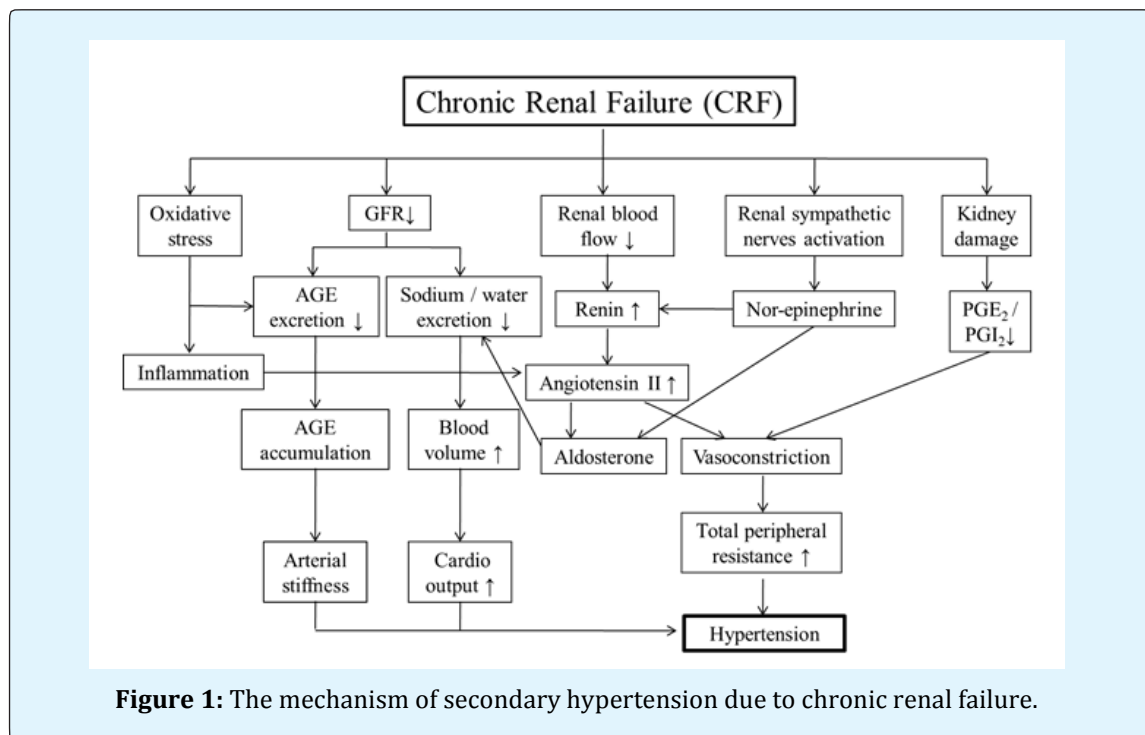 Chronic Renal Failure (CRF)
Oxidative
stress
GFR↓
Renal blood
flow ↓
Renal sympathetic
nerves activation
Kidney
damage
AGE
excretion ↓
Sodium / water
excretion ↓
Renin ↑
Nor-epinephrine
PGE₂ /
PGI₂↓
Inflammation
Angiotensin II ↑
AGE
accumulation
Blood
volume ↑
Aldosterone
Vasoconstriction
Total peripheral
resistance ↑
Arterial
stiffness
Cardio
output ↑
Hypertension
Figure 1: The mechanism of secondary hypertension due to chronic renal failure.